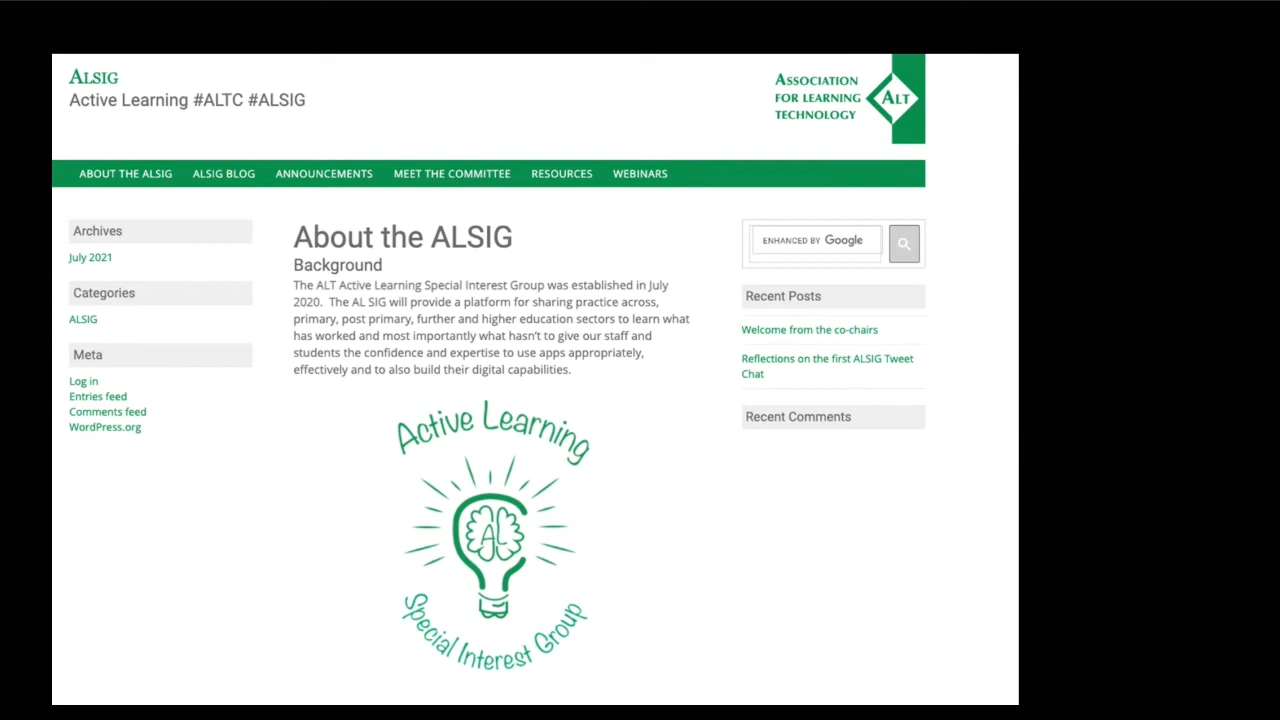 ALSIG
Active Learning #ALTC #ALSIG
ASSOCIATION
FOR LEARNING
TECHNOLOGY
ALT
ABOUT THE ALSIG
ALSIG BLOG
ANNOUNCEMENTS
MEET THE COMMITTEE
RESOURCES
WEBINARS
Archives
July 2021
Categories
ALSIG
Meta
Log in
Entries feed
Comments feed
WordPress.org
About the ALSIG
Background
The ALT Active Learning Special Interest Group was established in July
2020.  The AL SIG will provide a platform for sharing practice across,
primary, post primary, further and higher education sectors to learn what
has worked and most importantly what hasn't to give our staff and
students the confidence and expertise to use apps appropriately,
effectively and to also build their digital capabilities.
Active Learning
AL
Special Interest Group
ENHANCED BY Google
Recent Posts
Welcome from the co-chairs
Reflections on the first ALSIG Tweet
Chat
Recent Comments